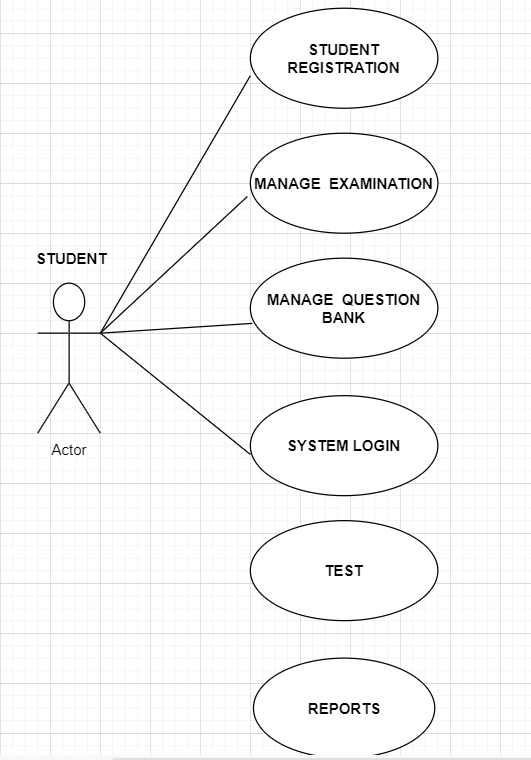 STUDENT
REGISTRATION
MANAGE EXAMINATION
STUDENT
MANAGE QUESTION
BANK
SYSTEM LOGIN
Actor
TEST
REPORTS